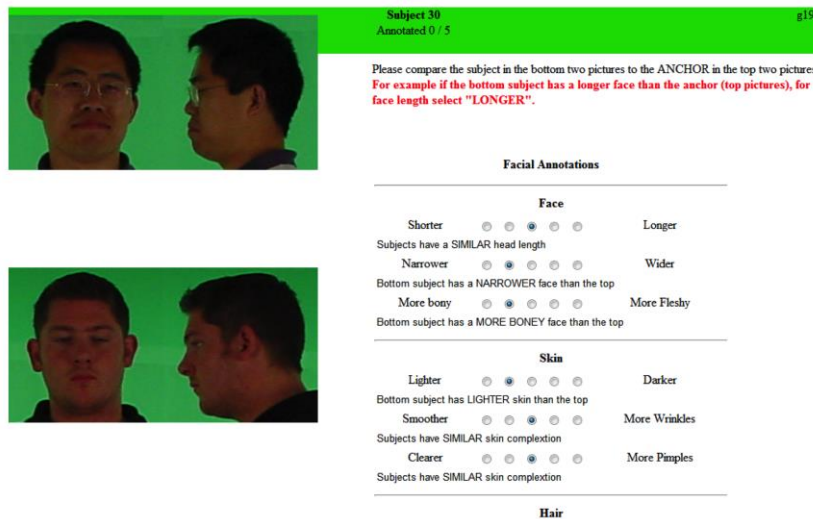 Subject 30
g19
Annotated 0 / 5
Please compare the subject in the bottom two pictures to the ANCHOR in the top two pictures
For example if the bottom subject has a longer face than the anchor (top pictures), for
face length select "LONGER".
Facial Annotations
Face
Shorter Longer
Subjects have a SIMILAR head length
Narrower Wider
Bottom subject has a NARROWER face than the top
More bony More Fleshy
Bottom subject has a MORE BONEY face than the top
Skin
Lighter Darker
Bottom subject has LIGHTER skin than the top
Smoother More Wrinkles
Subjects have SIMILAR skin complextion
Clearer More Pimples
Subjects have SIMILAR skin complextion
Hair